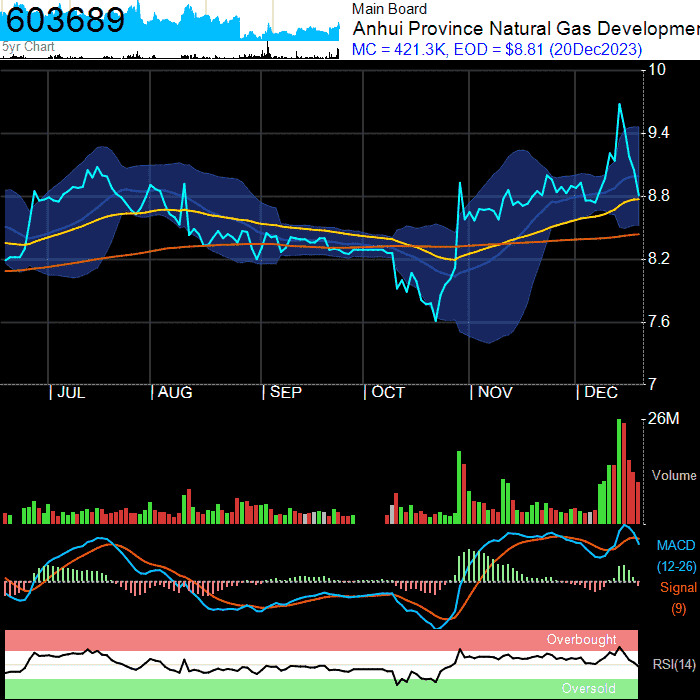 603689
5yr Chart
Main Board
Anhui Province Natural Gas Developmen
MC = 421.3K, EOD = $8.81 (20Dec2023)
10
9.4
8.8
8.2
7.6
7
JUL AUG SEP OCT NOV DEC
26M
Volume
MACD
(12-26)
Signal
(9)
Overbought
RSI(14)
Oversold